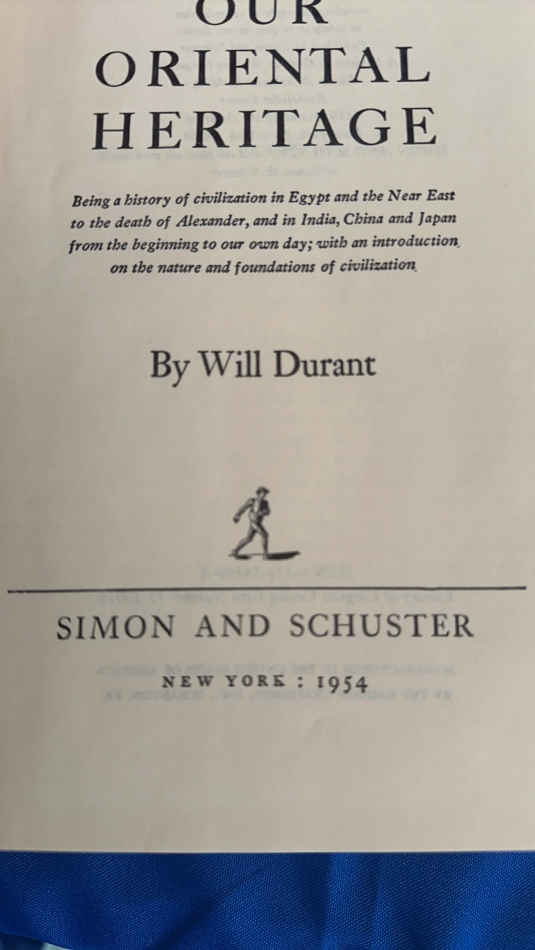 OUR
ORIENTAL
HERITAGE
Being a history of civilization in Egypt and the Near East
to the death of Alexander, and in India, China and Japan
from the beginning to our own day; with an introduction,
on the nature and foundations of civilization.
By Will Durant
SIMON AND SCHUSTER
NEW YORK : 1954